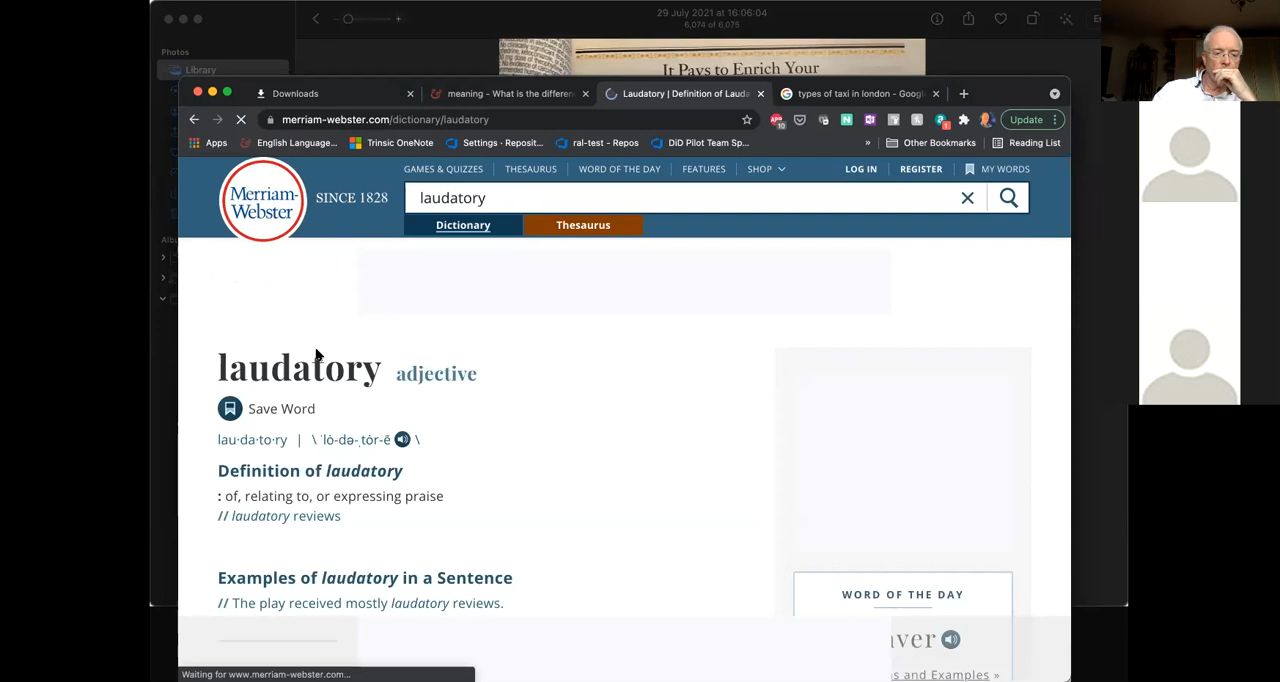 29 July 2021 at 16:06:04
6,074 of 6,075
Photos
Library
It Pays to Enrich Your
Downloads
meaning - What is the differen
Laudatory | Definition of Lauda
types of taxi in london - Googl
merriam-webster.com/dictionary/laudatory
Update
Apps
English Language...
Trinsic OneNote
Settings · Reposit...
ral-test - Repos
DiD Pilot Team Sp...
»
Other Bookmarks
Reading List
GAMES & QUIZZES
THESAURUS
WORD OF THE DAY
FEATURES
SHOP
LOG IN
REGISTER
MY WORDS
Merriam-
Webster
SINCE 1828
laudatory
Dictionary
Thesaurus
laudatory adjective
Save Word
lau·da·to·ry | \ ˈlȯ-də-ˌtȯr-ē \
Definition of laudatory
: of, relating to, or expressing praise
// laudatory reviews
Examples of laudatory in a Sentence
// The play received mostly laudatory reviews.
WORD OF THE DAY
aver
s and Examples »
Waiting for www.merriam-webster.com...